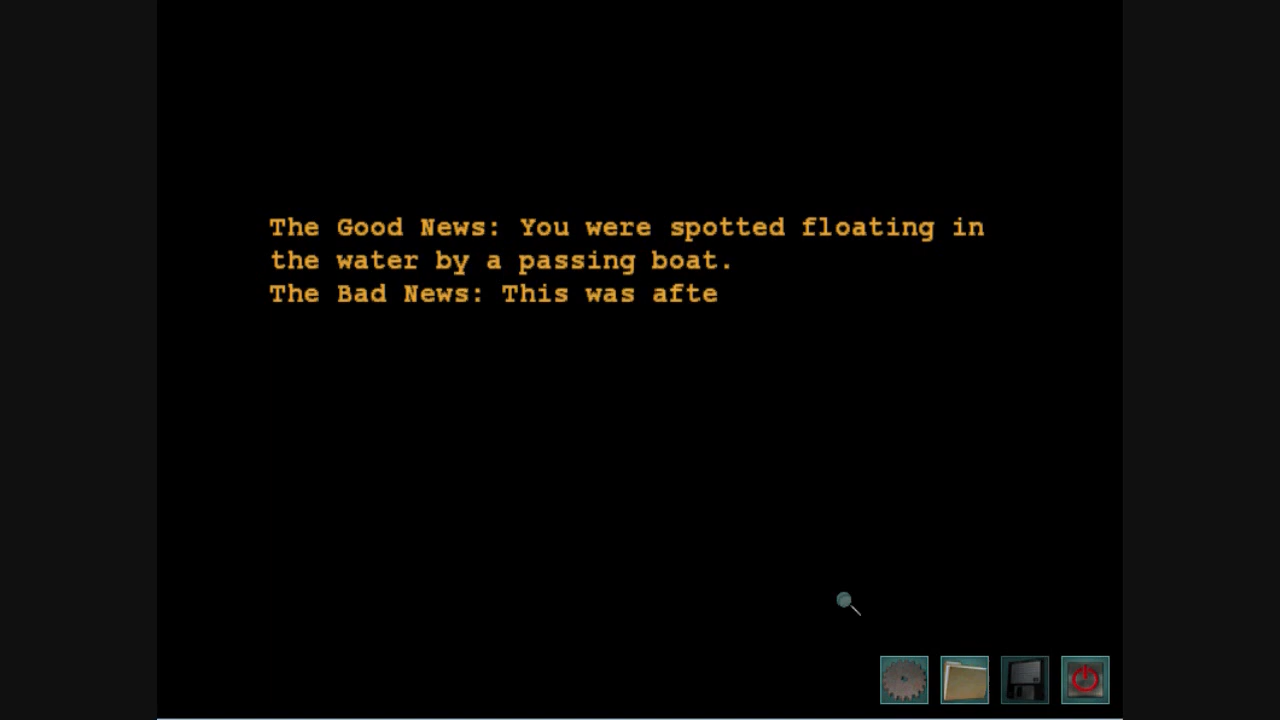 The Good News: You were spotted floating in
the water by a passing boat.
The Bad News: This was afte